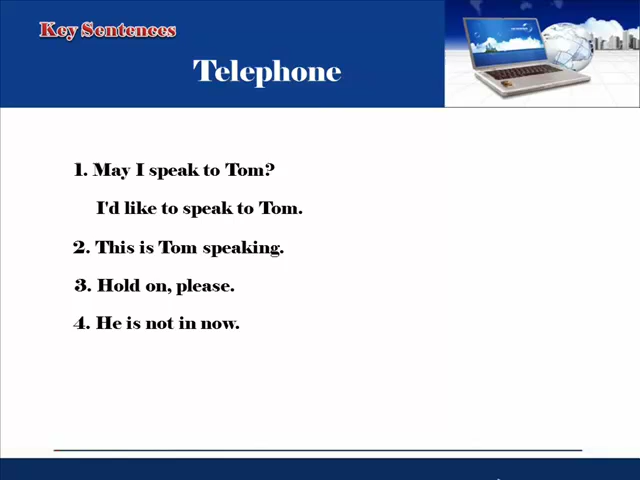 Key Sentences
Telephone
1. May I speak to Tom?
I'd like to speak to Tom.
2. This is Tom speaking.
3. Hold on, please.
4. He is not in now.